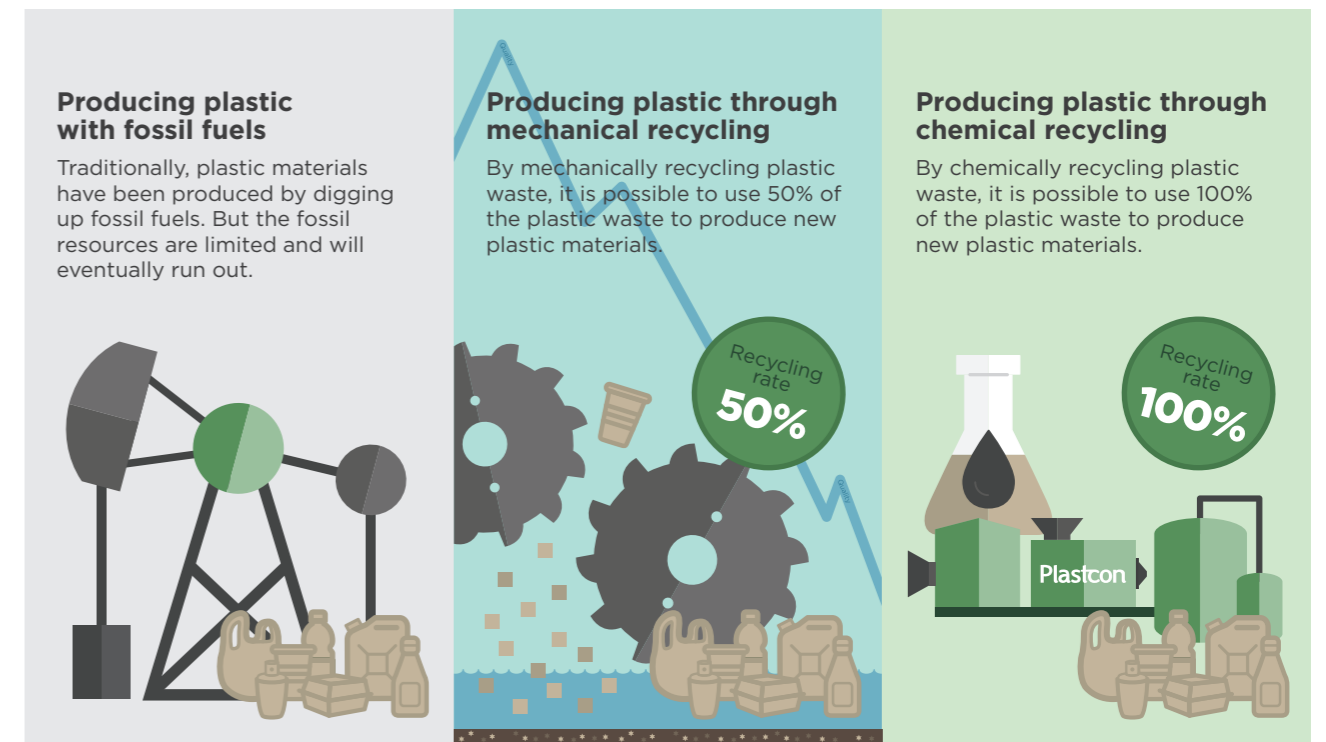 Producing plastic
with fossil fuels
Traditionally, plastic materials
have been produced by digging
up fossil fuels. But the fossil
resources are limited and will
eventually run out.
Quality
Producing plastic through
mechanical recycling
By mechanically recycling plastic
waste, it is possible to use 50% of
the plastic waste to produce new
plastic materials.
Recycling
rate
50%
Quality
Producing plastic through
chemical recycling
By chemically recycling plastic
waste, it is possible to use 100%
of the plastic waste to produce
new plastic materials.
Recycling
rate
100%
Plastcon